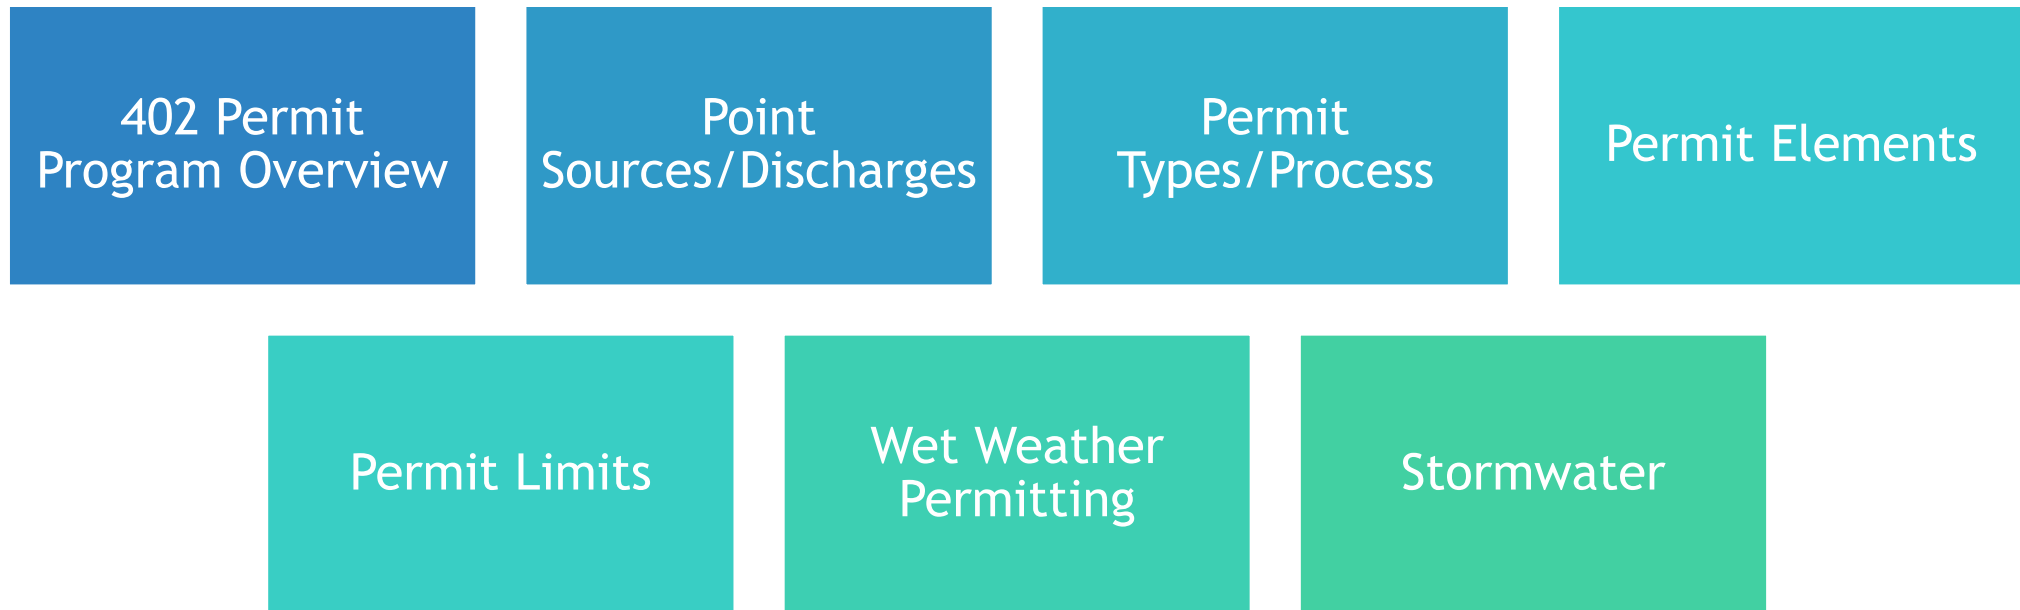 402 Permit
Program Overview
Point
Sources/Discharges
Permit
Types/Process
Permit Elements
Permit Limits
Wet Weather
Permitting
Stormwater